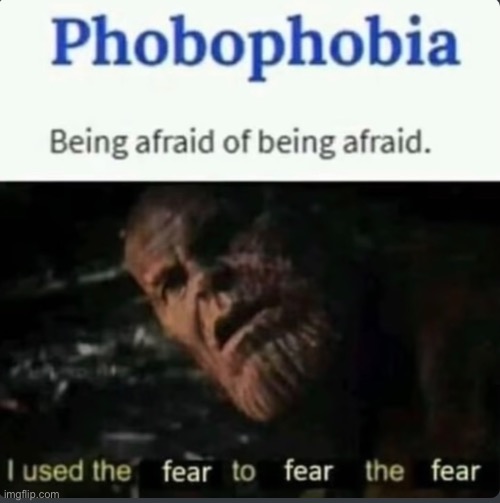 Phobophobia
Being afraid of being afraid.
I used the fear to fear the fear
imgflip.com